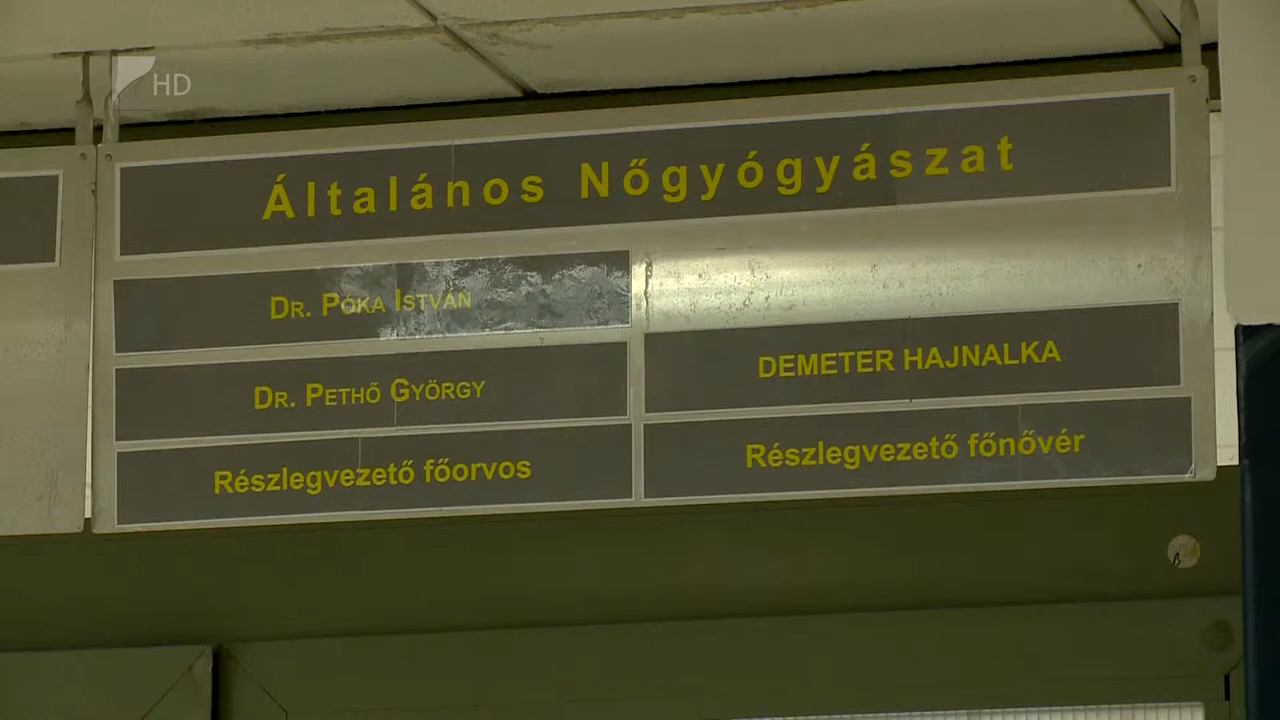 HD
Általános Nőgyógyászat
DR. PÓKA ISTVÁN
DR. PETHŐ GYÖRGY
DEMETER HAJNALKA
Részlegvezető főorvos
Részlegvezető főnővér